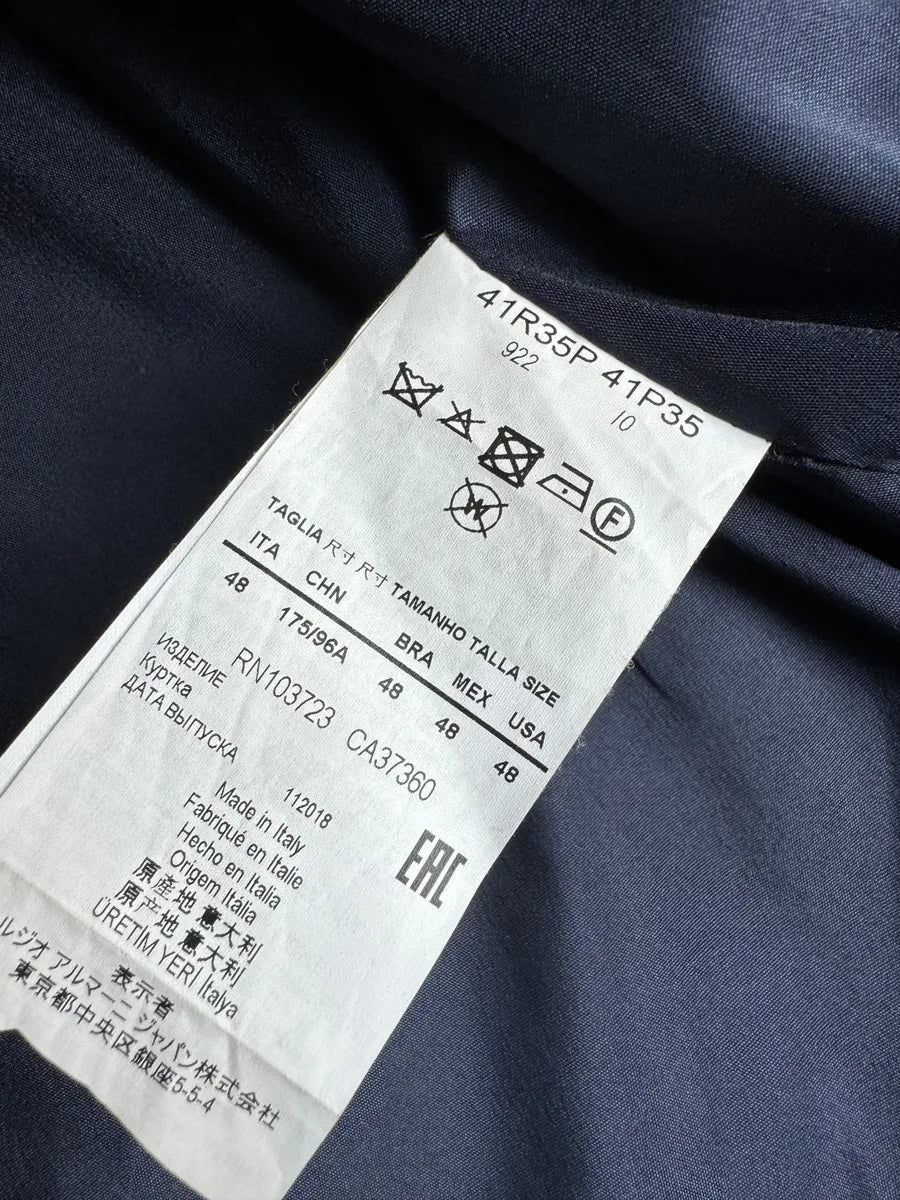 41R35P 41P35
922 10
F
W
TAGLIA 尺寸 尺寸 TAMANHO TALLA SIZE
ITA CHN BRA MEX USA
48 175/96A 48 48 48
RN103723 CA37360
ИЗДЕЛИЕ
Куртка
ДАТА ВЫПУСКА 112018
Made in Italy
Fabriqué en Italie
Hecho en Italia
Origem Itália
原産地 意大利
原产地 意大利
ÜRETİM YERİ Italya
EAC
表示者
ルジオ アルマーニ ジャパン株式会社
東京都中央区銀座5-5-4